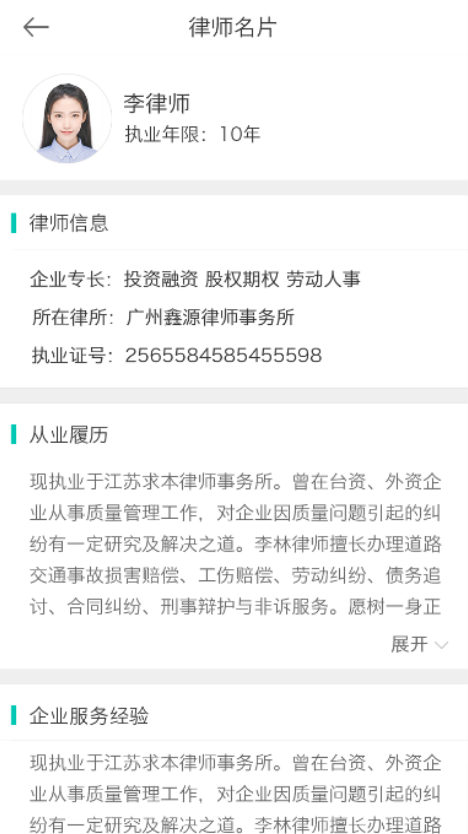 律师名片
李律师
执业年限：10年
律师信息
企业专长：投资融资 股权期权 劳动人事
所在律所：广州鑫源律师事务所
执业证号：2565584585455598
从业履历
现执业于江苏求本律师事务所。曾在台资、外资企
业从事质量管理工作，对企业因质量问题引起的纠
纷有一定研究及解决之道。李林律师擅长办理道路
交通事故损害赔偿、工伤赔偿、劳动纠纷、债务追
讨、合同纠纷、刑事辩护与非诉服务。愿树一身正
展开
企业服务经验
现执业于江苏求本律师事务所。曾在台资、外资企
业从事质量管理工作，对企业因质量问题引起的纠
纷有一定研究及解决之道。李林律师擅长办理道路